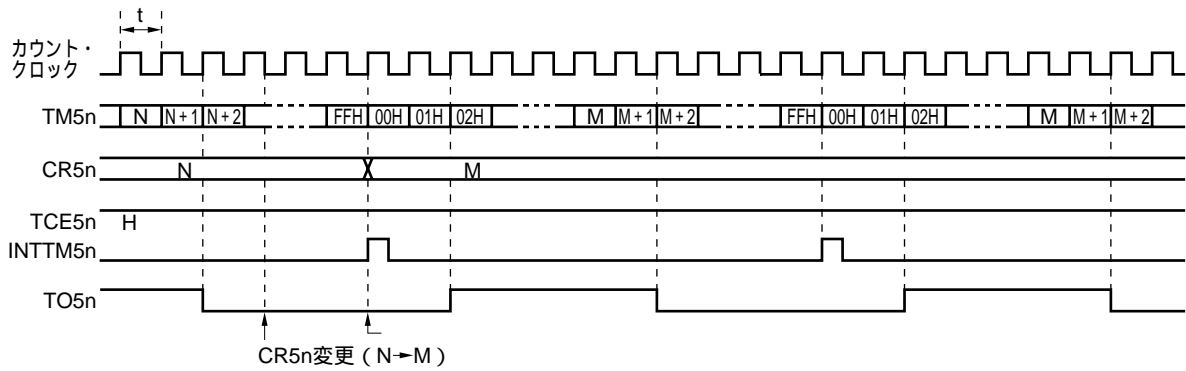 t
カウント・
クロック
TM5n N N + 1 N + 2 FFH 00H 01H 02H M M + 1 M + 2 FFH 00H 01H 02H M M + 1 M + 2
CR5n N M
TCE5n H
INTTM5n
TO5n
CR5n変更（N→M）